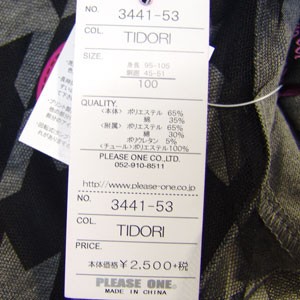 NO. 3441-53
COL. TIDORI
SIZE.
身長 95-105
胴囲 45-51
100
QUALITY.
<本体> ポリエステル 65%
綿 35%
<附属> ポリエステル 65%
綿 30%
ポリウレタン 5%
<チュール> ポリエステル100%
PLEASE ONE CO.,LTD.
052-910-8511
http://www.please-one.co.jp
NO. 3441-53
COL. TIDORI
PRICE.
本体価格 ¥2,500+税
PLEASE ONE.
MADE IN CHINA